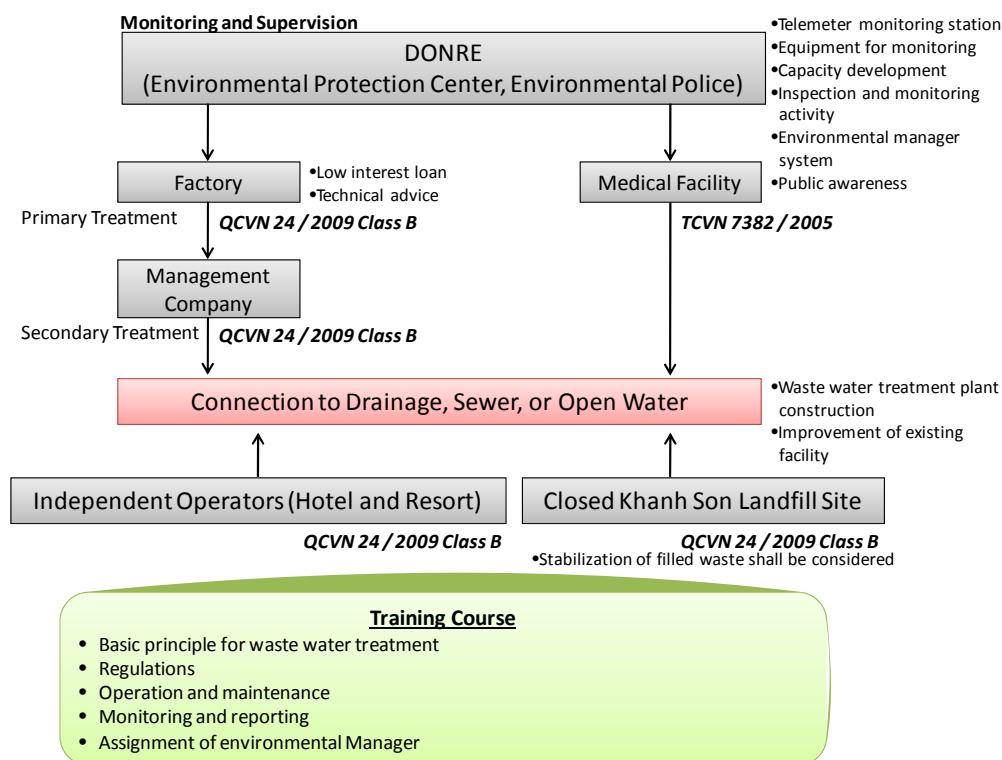 Monitoring and Supervision
DONRE
(Environmental Protection Center, Environmental Police)
•Telemeter monitoring station
•Equipment for monitoring
•Capacity development
•Inspection and monitoring
activity
•Environmental manager
system
•Public awareness
Factory
•Low interest loan
•Technical advice
Medical Facility
Primary Treatment
QCVN 24 / 2009 Class B
TCVN 7382 / 2005
Management
Company
Secondary Treatment
QCVN 24 / 2009 Class B
Connection to Drainage, Sewer, or Open Water
•Waste water treatment plant
construction
•Improvement of existing
facility
Independent Operators (Hotel and Resort)
QCVN 24 / 2009 Class B
Closed Khanh Son Landfill Site
QCVN 24 / 2009 Class B
•Stabilization of filled waste shall be considered
Training Course
• Basic principle for waste water treatment
• Regulations
• Operation and maintenance
• Monitoring and reporting
• Assignment of environmental Manager